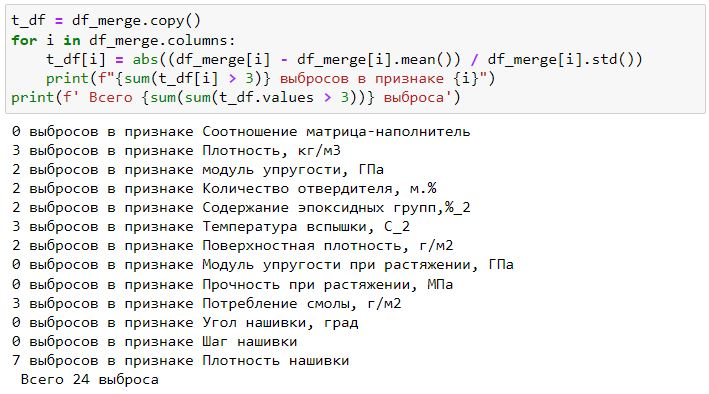 t_df = df_merge.copy()
for i in df_merge.columns:
    t_df[i] = abs((df_merge[i] - df_merge[i].mean()) / df_merge[i].std())
    print(f"{sum(t_df[i] > 3)} выбросов в признаке {i}")
print(f' Всего {sum(sum(t_df.values > 3))} выброса')
0 выбросов в признаке Соотношение матрица-наполнитель
3 выбросов в признаке Плотность, кг/м3
2 выбросов в признаке модуль упругости, ГПа
2 выбросов в признаке Количество отвердителя, м.%
2 выбросов в признаке Содержание эпоксидных групп,%_2
3 выбросов в признаке Температура вспышки, С_2
2 выбросов в признаке Поверхностная плотность, г/м2
0 выбросов в признаке Модуль упругости при растяжении, ГПа
0 выбросов в признаке Прочность при растяжении, МПа
3 выбросов в признаке Потребление смолы, г/м2
0 выбросов в признаке Угол нашивки, град
0 выбросов в признаке Шаг нашивки
7 выбросов в признаке Плотность нашивки
 Всего 24 выброса